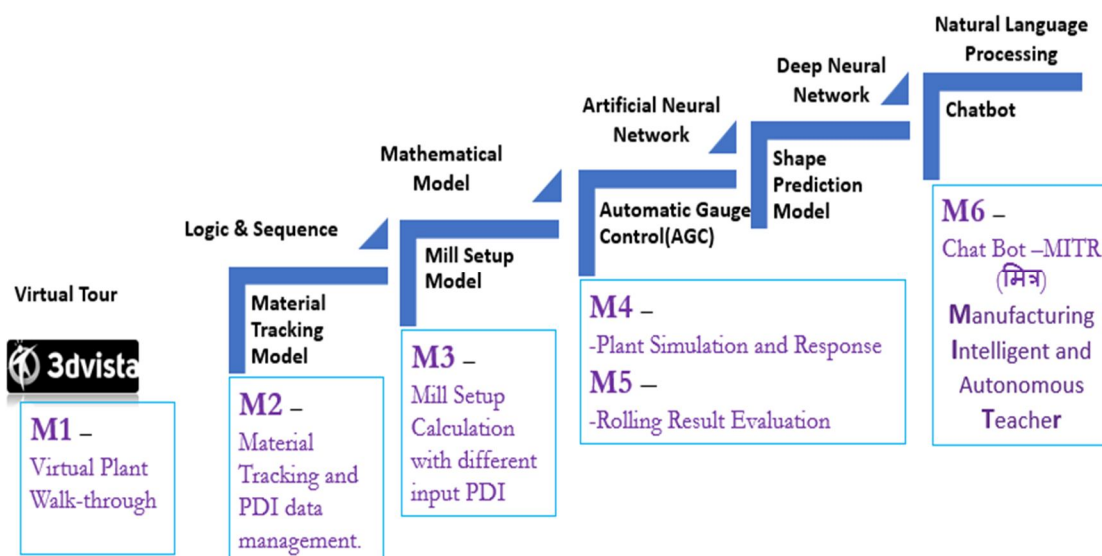 Virtual Tour
3dvista
M1 –
Virtual Plant
Walk-through
Logic & Sequence
Material
Tracking
Model
M2 –
Material
Tracking and
PDI data
management.
Mathematical
Model
Mill Setup
Model
M3 –
Mill Setup
Calculation
with different
input PDI
Artificial Neural
Network
Automatic Gauge
Control(AGC)
M4 –
-Plant Simulation and Response
M5 –
-Rolling Result Evaluation
Deep Neural
Network
Shape
Prediction
Model
Natural Language
Processing
Chatbot
M6 –
Chat Bot –MITR
(मित्र)
Manufacturing
Intelligent and
Autonomous
Teacher